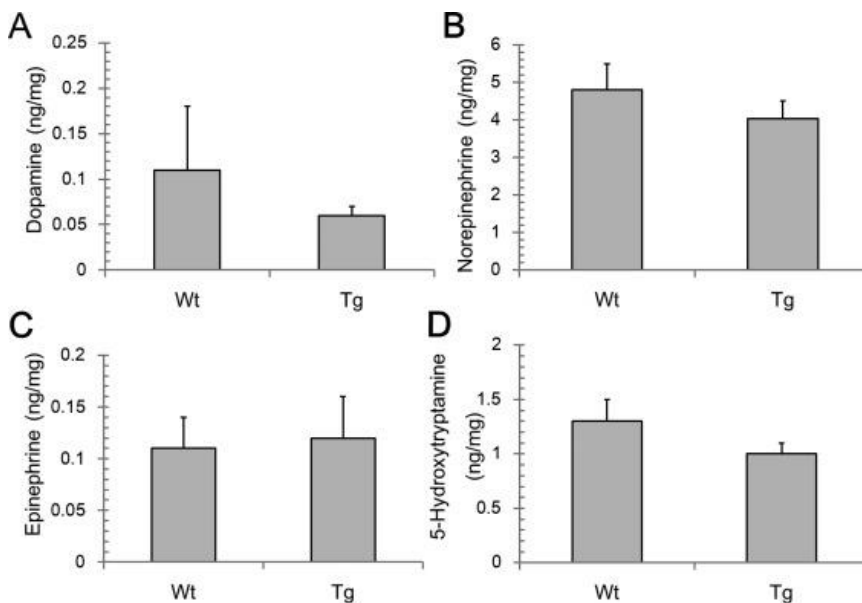 A
Dopamine (ng/mg)
0.25
0.2
0.15
0.1
0.05
0
Wt
Tg
B
Norepinephrine (ng/mg)
6
5
4
3
2
1
0
Wt
Tg
C
Epinephrine (ng/mg)
0.2
0.15
0.1
0.05
0
Wt
Tg
D
5-Hydroxytryptamine
(ng/mg)
2
1.5
1
0.5
0
Wt
Tg